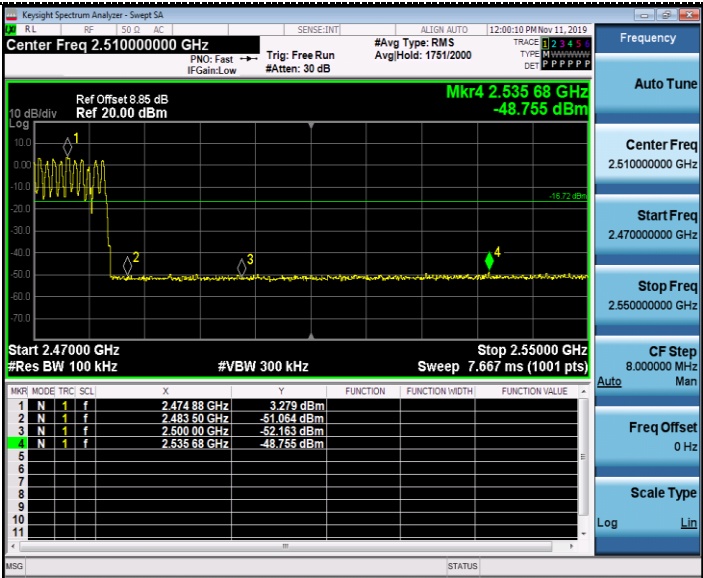 Keysight Spectrum Analyzer - Swept SA
RL RF 50 Ω AC SENSE:INT ALIGN AUTO 12:00:10 PM Nov 11, 2019
Center Freq 2.510000000 GHz
PNO: Fast
IFGain:Low
Trig: Free Run
#Atten: 30 dB
#Avg Type: RMS
Avg|Hold: 1751/2000
TRACE 1 2 3 4 5 6
TYPE M WWWWW
DET P P P P P P
Ref Offset 8.85 dB
10 dB/div Ref 20.00 dBm
Log
Mkr4 2.535 68 GHz
-48.755 dBm
10.0
0.00
-10.0
-20.0
-30.0
-40.0
-50.0
-60.0
-70.0
1
2
3
4
-16.72 dBm
Start 2.47000 GHz Stop 2.55000 GHz
#Res BW 100 kHz #VBW 300 kHz Sweep 7.667 ms (1001 pts)
MKR MODE TRC SCL X Y FUNCTION FUNCTION WIDTH FUNCTION VALUE
1 N 1 f 2.474 88 GHz 3.279 dBm
2 N 1 f 2.483 50 GHz -51.064 dBm
3 N 1 f 2.500 00 GHz -52.163 dBm
4 N 1 f 2.535 68 GHz -48.755 dBm
5
6
7
8
9
10
11
MSG STATUS
Frequency
Auto Tune
Center Freq
2.510000000 GHz
Start Freq
2.470000000 GHz
Stop Freq
2.550000000 GHz
CF Step
8.000000 MHz
Auto Man
Freq Offset
0 Hz
Scale Type
Log Lin